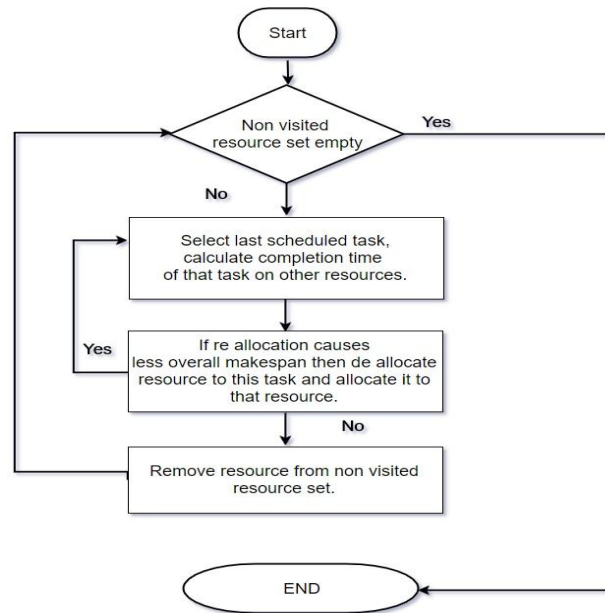 Start
Non visited
resource set empty
Yes
No
Select last scheduled task,
calculate completion time
of that task on other resources.
Yes
If re allocation causes
less overall makespan then de allocate
resource to this task and allocate it to
that resource.
No
Remove resource from non visited
resource set.
END